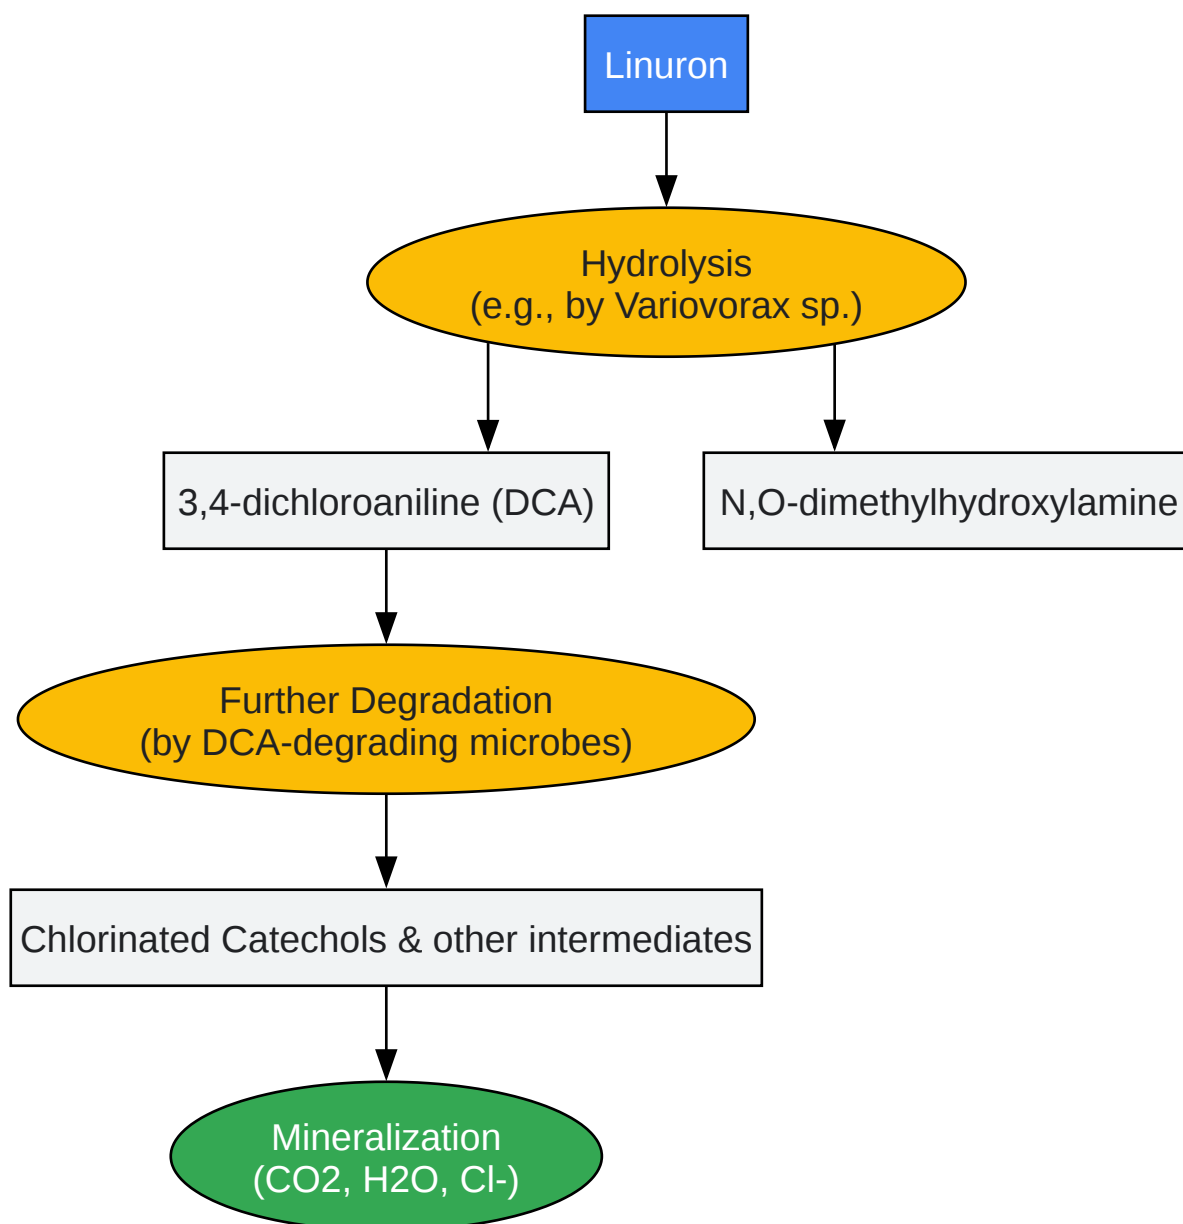 Linuron
Hydrolysis
(e.g., by Variovorax sp.)
3,4-dichloroaniline (DCA)
N,O-dimethylhydroxylamine
Further Degradation
(by DCA-degrading microbes)
Chlorinated Catechols & other intermediates
Mineralization
(CO2, H2O, Cl-)